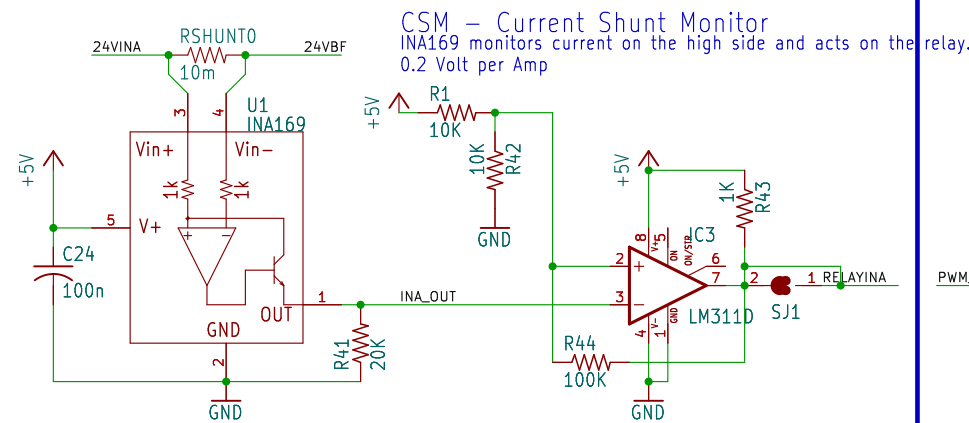 CSM – Current Shunt Monitor
INA169 monitors current on the high side and acts on the relay.
0.2 Volt per Amp
24VINA
RSHUNT0
24VBF
10m
3
4
U1
INA169
Vin+
Vin-
1k
1k
+5V
5
V+
+
-
C24
100n
OUT
1
GND
2
GND
INA_OUT
R41
20K
+5V
R1
10K
10K
R42
GND
+5V
1K
R43
8
V+
5
ON
ON/STR
IC3
2
+
6
7
3
-
LM311D
4
V-
1
GND
R44
100K
GND
2
1
SJ1
RELAYINA
PWM_